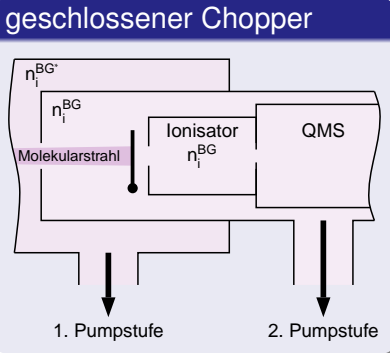 geschlossener Chopper
n_i^BG*
n_i^BG
Ionisator
n_i^BG
QMS
Molekularstrahl
1. Pumpstufe
2. Pumpstufe